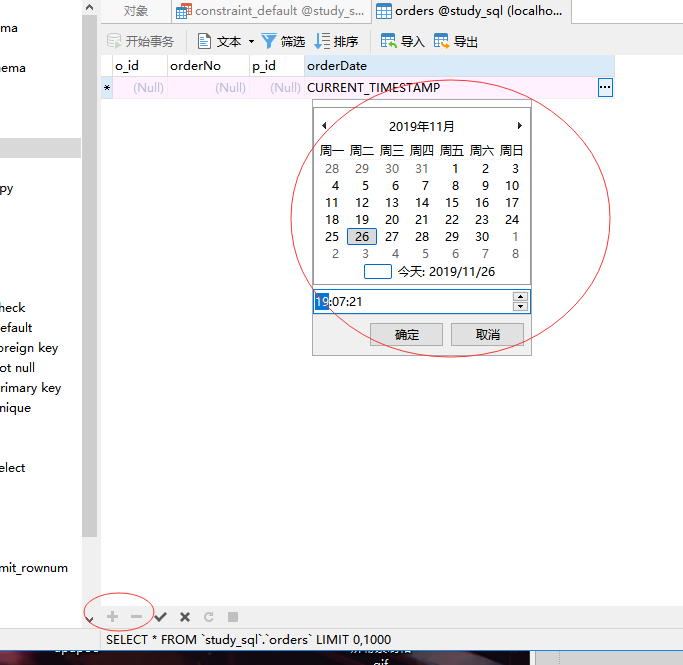 对象 constraint_default @study_s... orders @study_sql (localho...
开始事务 文本 筛选 排序 导入 导出
ma
ema
py
heck
efault
oreign key
ot null
rimary key
nique
elect
mit_rownum
o_id orderNo p_id orderDate
* (Null) (Null) (Null) CURRENT_TIMESTAMP ...
2019年11月
周一 周二 周三 周四 周五 周六 周日
28 29 30 31 1 2 3
4 5 6 7 8 9 10
11 12 13 14 15 16 17
18 19 20 21 22 23 24
25 26 27 28 29 30 1
2 3 4 5 6 7 8
今天: 2019/11/26
19:07:21
确定 取消
SELECT * FROM `study_sql`.`orders` LIMIT 0,1000
gif